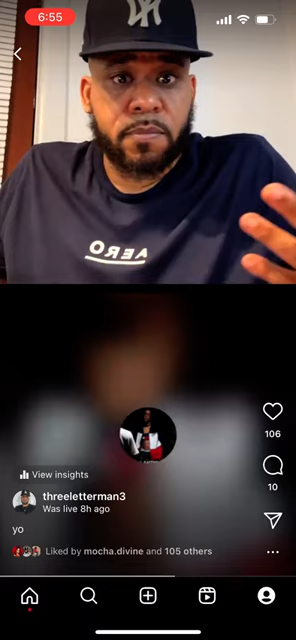 6:55
NY
AERO
106
10
View insights
threeletterman3
Was live 8h ago
yo
Liked by mocha.divine and 105 others